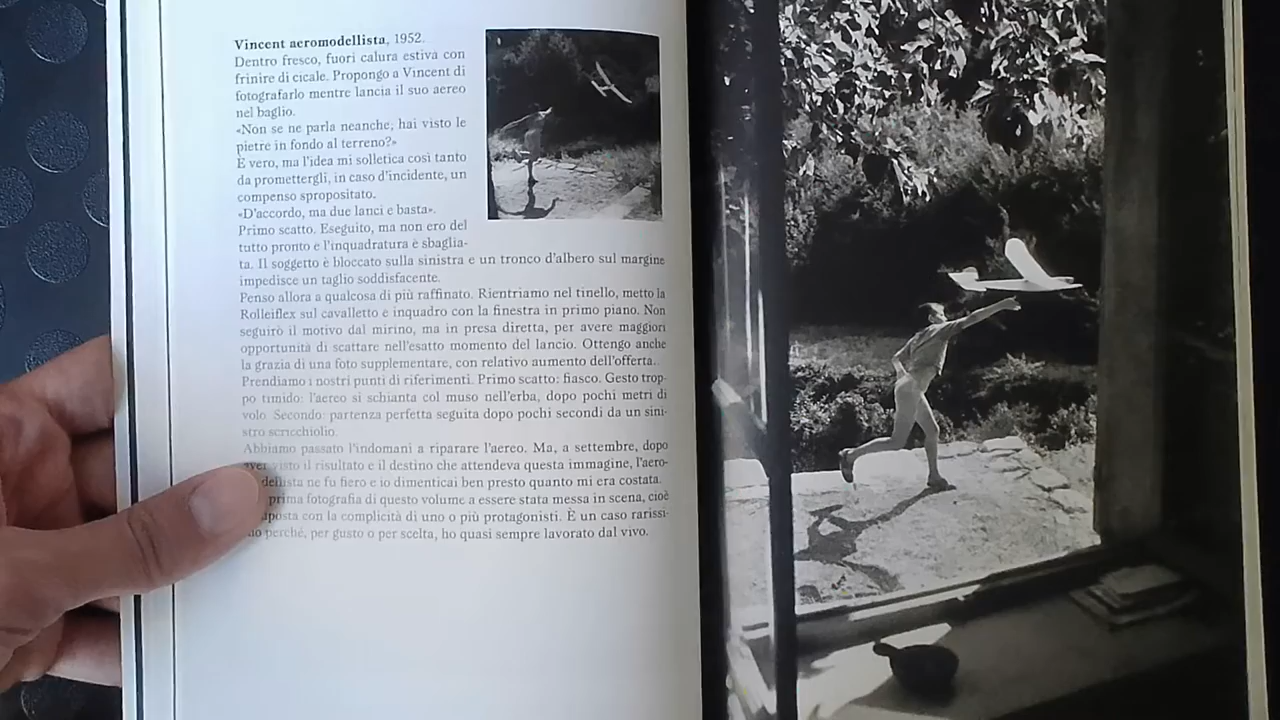 Vincent aeromodellista, 1952.
Dentro fresco, fuori calura estiva con
frinire di cicale. Propongo a Vincent di
fotografarlo mentre lancia il suo aereo
nel baglio.
«Non se ne parla neanche, hai visto le
pietre in fondo al terreno?»
È vero, ma l'idea mi solletica così tanto
da promettergli, in caso d'incidente, un
compenso spropositato.
«D'accordo, ma due lanci e basta».
Primo scatto. Eseguito, ma non ero del
tutto pronto e l'inquadratura è sbaglia-
ta. Il soggetto è bloccato sulla sinistra e un tronco d'albero sul margine
impedisce un taglio soddisfacente.
Penso allora a qualcosa di più raffinato. Rientriamo nel tinello, metto la
Rolleiflex sul cavalletto e inquadro con la finestra in primo piano. Non
seguirò il motivo dal mirino, ma in presa diretta, per avere maggiori
opportunità di scattare nell'esatto momento del lancio. Ottengo anche
la grazia di una foto supplementare, con relativo aumento dell'offerta.
Prendiamo i nostri punti di riferimenti. Primo scatto: fiasco. Gesto trop-
po timido: l'aereo si schianta col muso nell'erba, dopo pochi metri di
volo. Secondo: partenza perfetta seguita dopo pochi secondi da un sini-
stro scricchiolio.
Abbiamo passato l'indomani a riparare l'aereo. Ma, a settembre, dopo
aver visto il risultato e il destino che attendeva questa immagine, l'aero-
dellista ne fu fiero e io dimenticai ben presto quanto mi era costata.
prima fotografia di questo volume a essere stata messa in scena, cioè
posta con la complicità di uno o più protagonisti. È un caso rarissi-
mo perché, per gusto o per scelta, ho quasi sempre lavorato dal vivo.